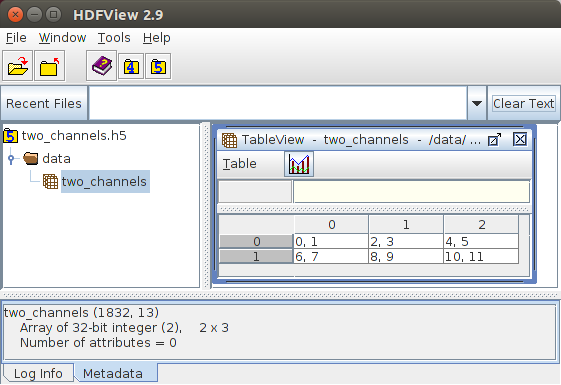 HDFView 2.9
File Window Tools Help
4 5
Recent Files Clear Text
5 two_channels.h5
data
two_channels
TableView - two_channels - /data/ ...
Table
0 1 2
0 0, 1 2, 3 4, 5
1 6, 7 8, 9 10, 11
two_channels (1832, 13)
Array of 32-bit integer (2), 2 x 3
Number of attributes = 0
Log Info Metadata